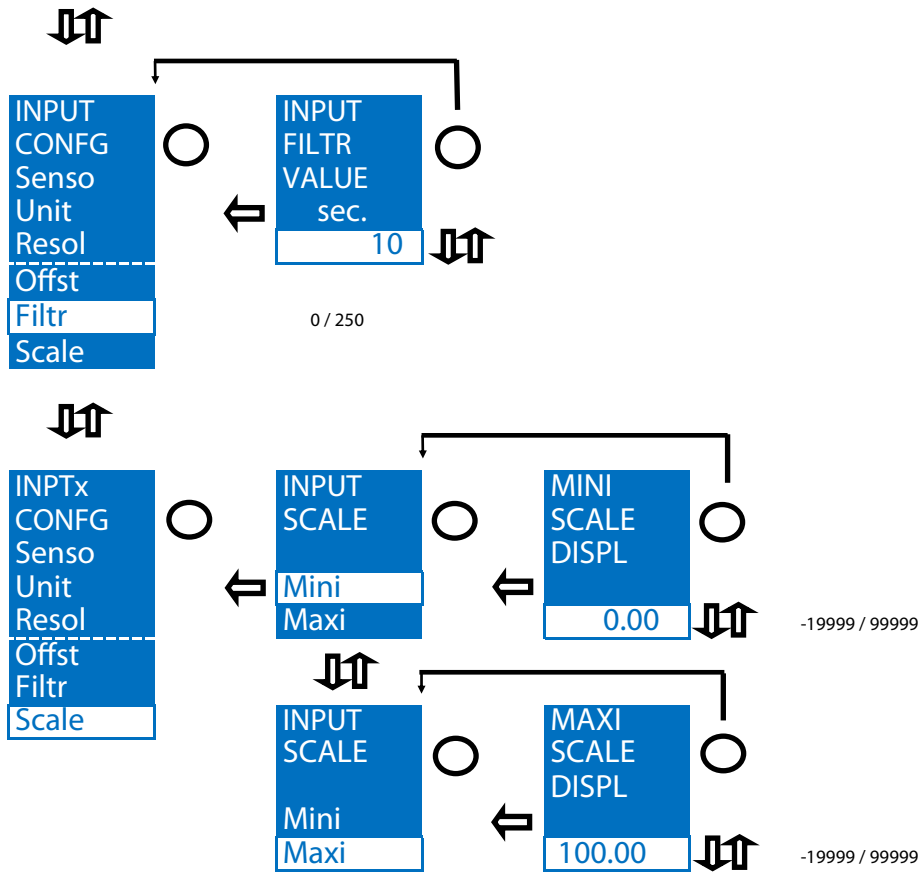 INPUT
CONFG
Senso
Unit
Resol
Offst
Filtr
Scale
INPUT
FILTR
VALUE
sec.
10
0 / 250
INPTx
CONFG
Senso
Unit
Resol
Offst
Filtr
Scale
INPUT
SCALE
Mini
Maxi
MINI
SCALE
DISPL
0.00
-19999 / 99999
INPUT
SCALE
Mini
Maxi
MAXI
SCALE
DISPL
100.00
-19999 / 99999